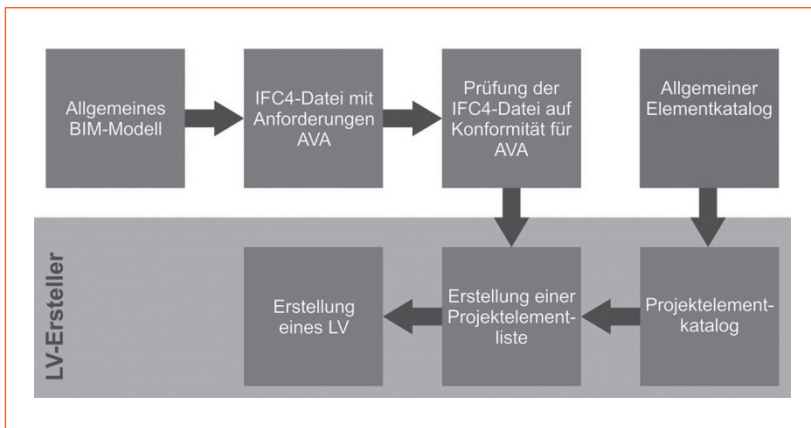 Allgemeines
BIM-Modell
IFC4-Datei mit
Anforderungen
AVA
Prüfung der
IFC4-Datei auf
Konformität für
AVA
Allgemeiner
Elementkatalog
LV-Ersteller
Erstellung
eines LV
Erstellung einer
Projektelement-
liste
Projektelement-
katalog